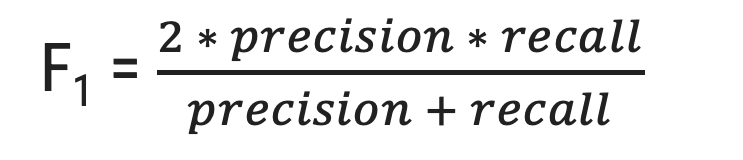 F₁ = 2 * precision * recall
precision + recall